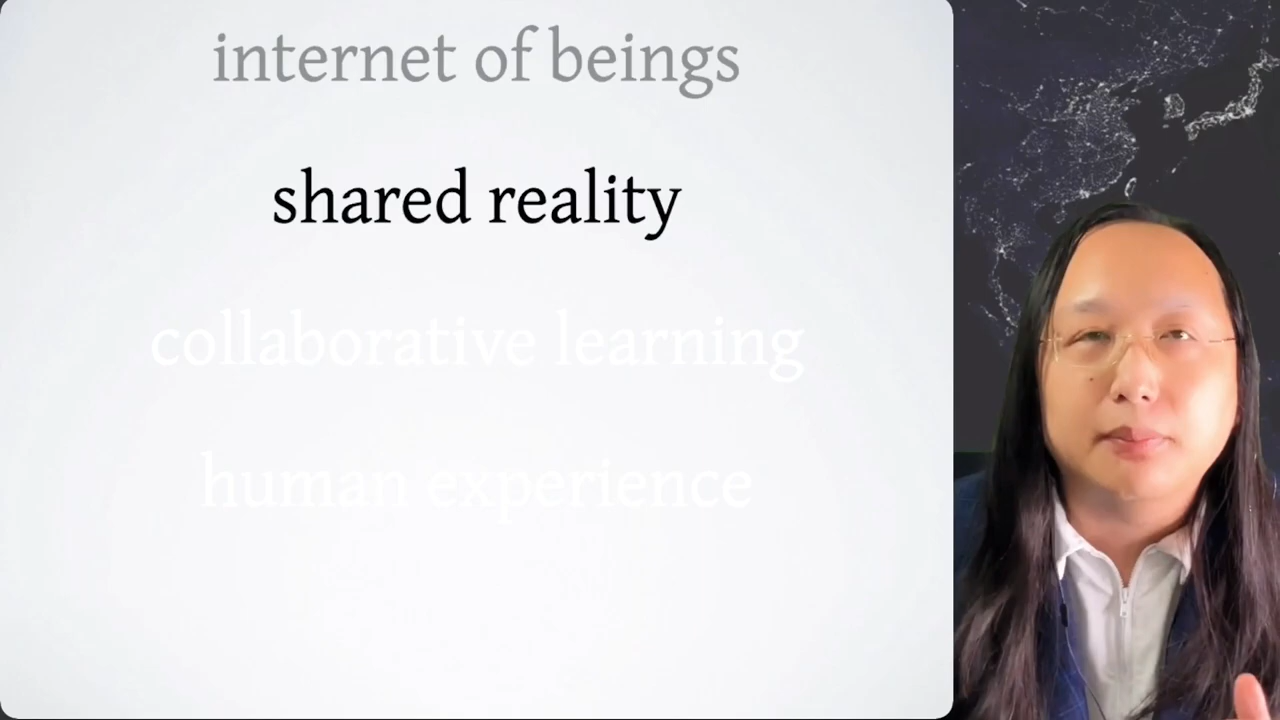 internet of beings
shared reality
collaborative learning
human experience